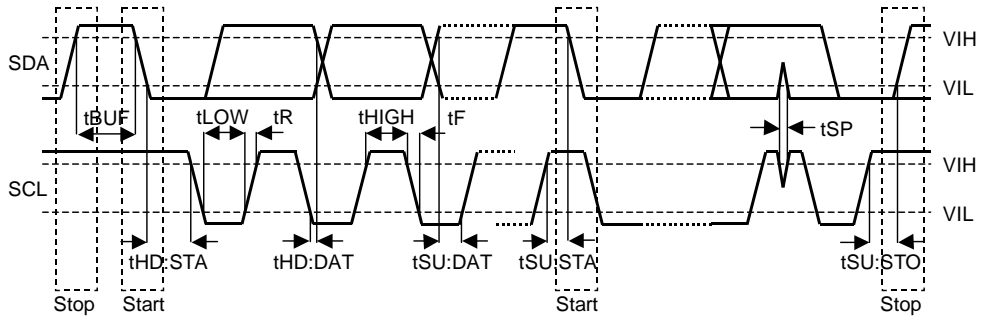 VIH
SDA
VIL
tBUF
tLOW
tR
tHIGH
tF
tSP
VIH
SCL
VIL
tHD:STA
tHD:DAT
tSU:DAT
tSU:STA
tSU:STO
Stop
Start
Start
Stop